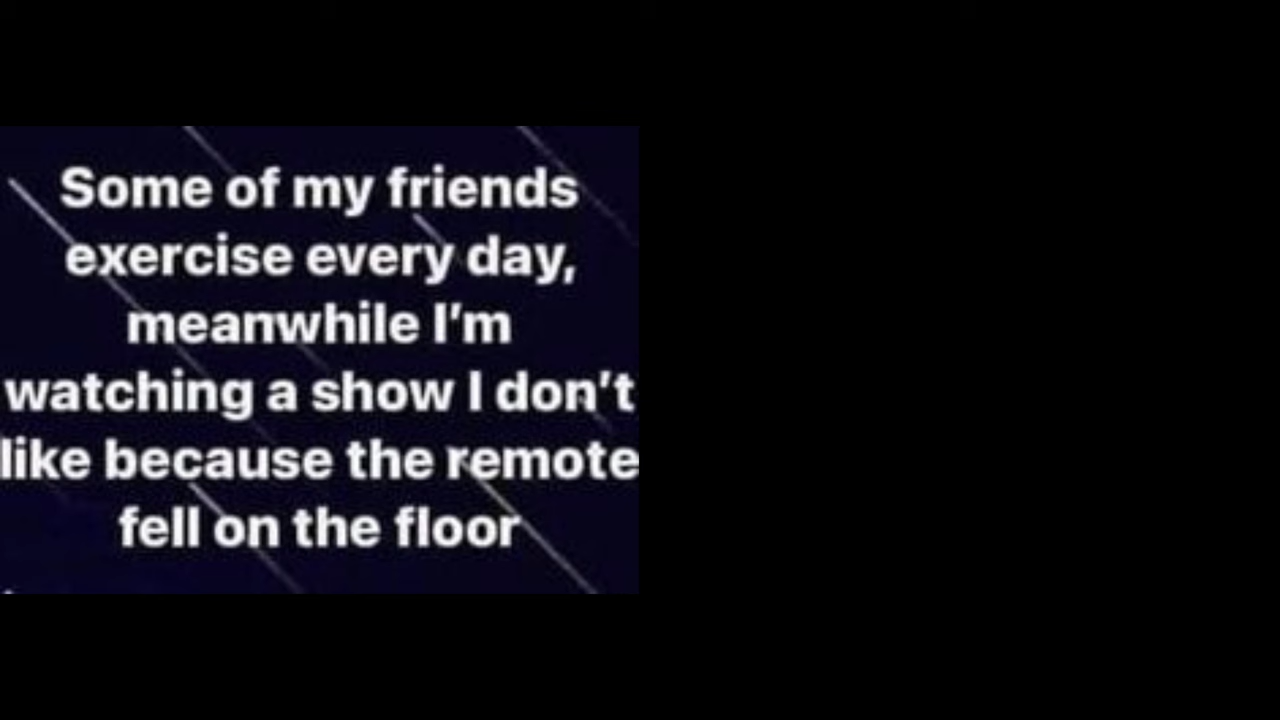 Some of my friends
exercise every day,
meanwhile I'm
watching a show I don't
like because the remote
fell on the floor